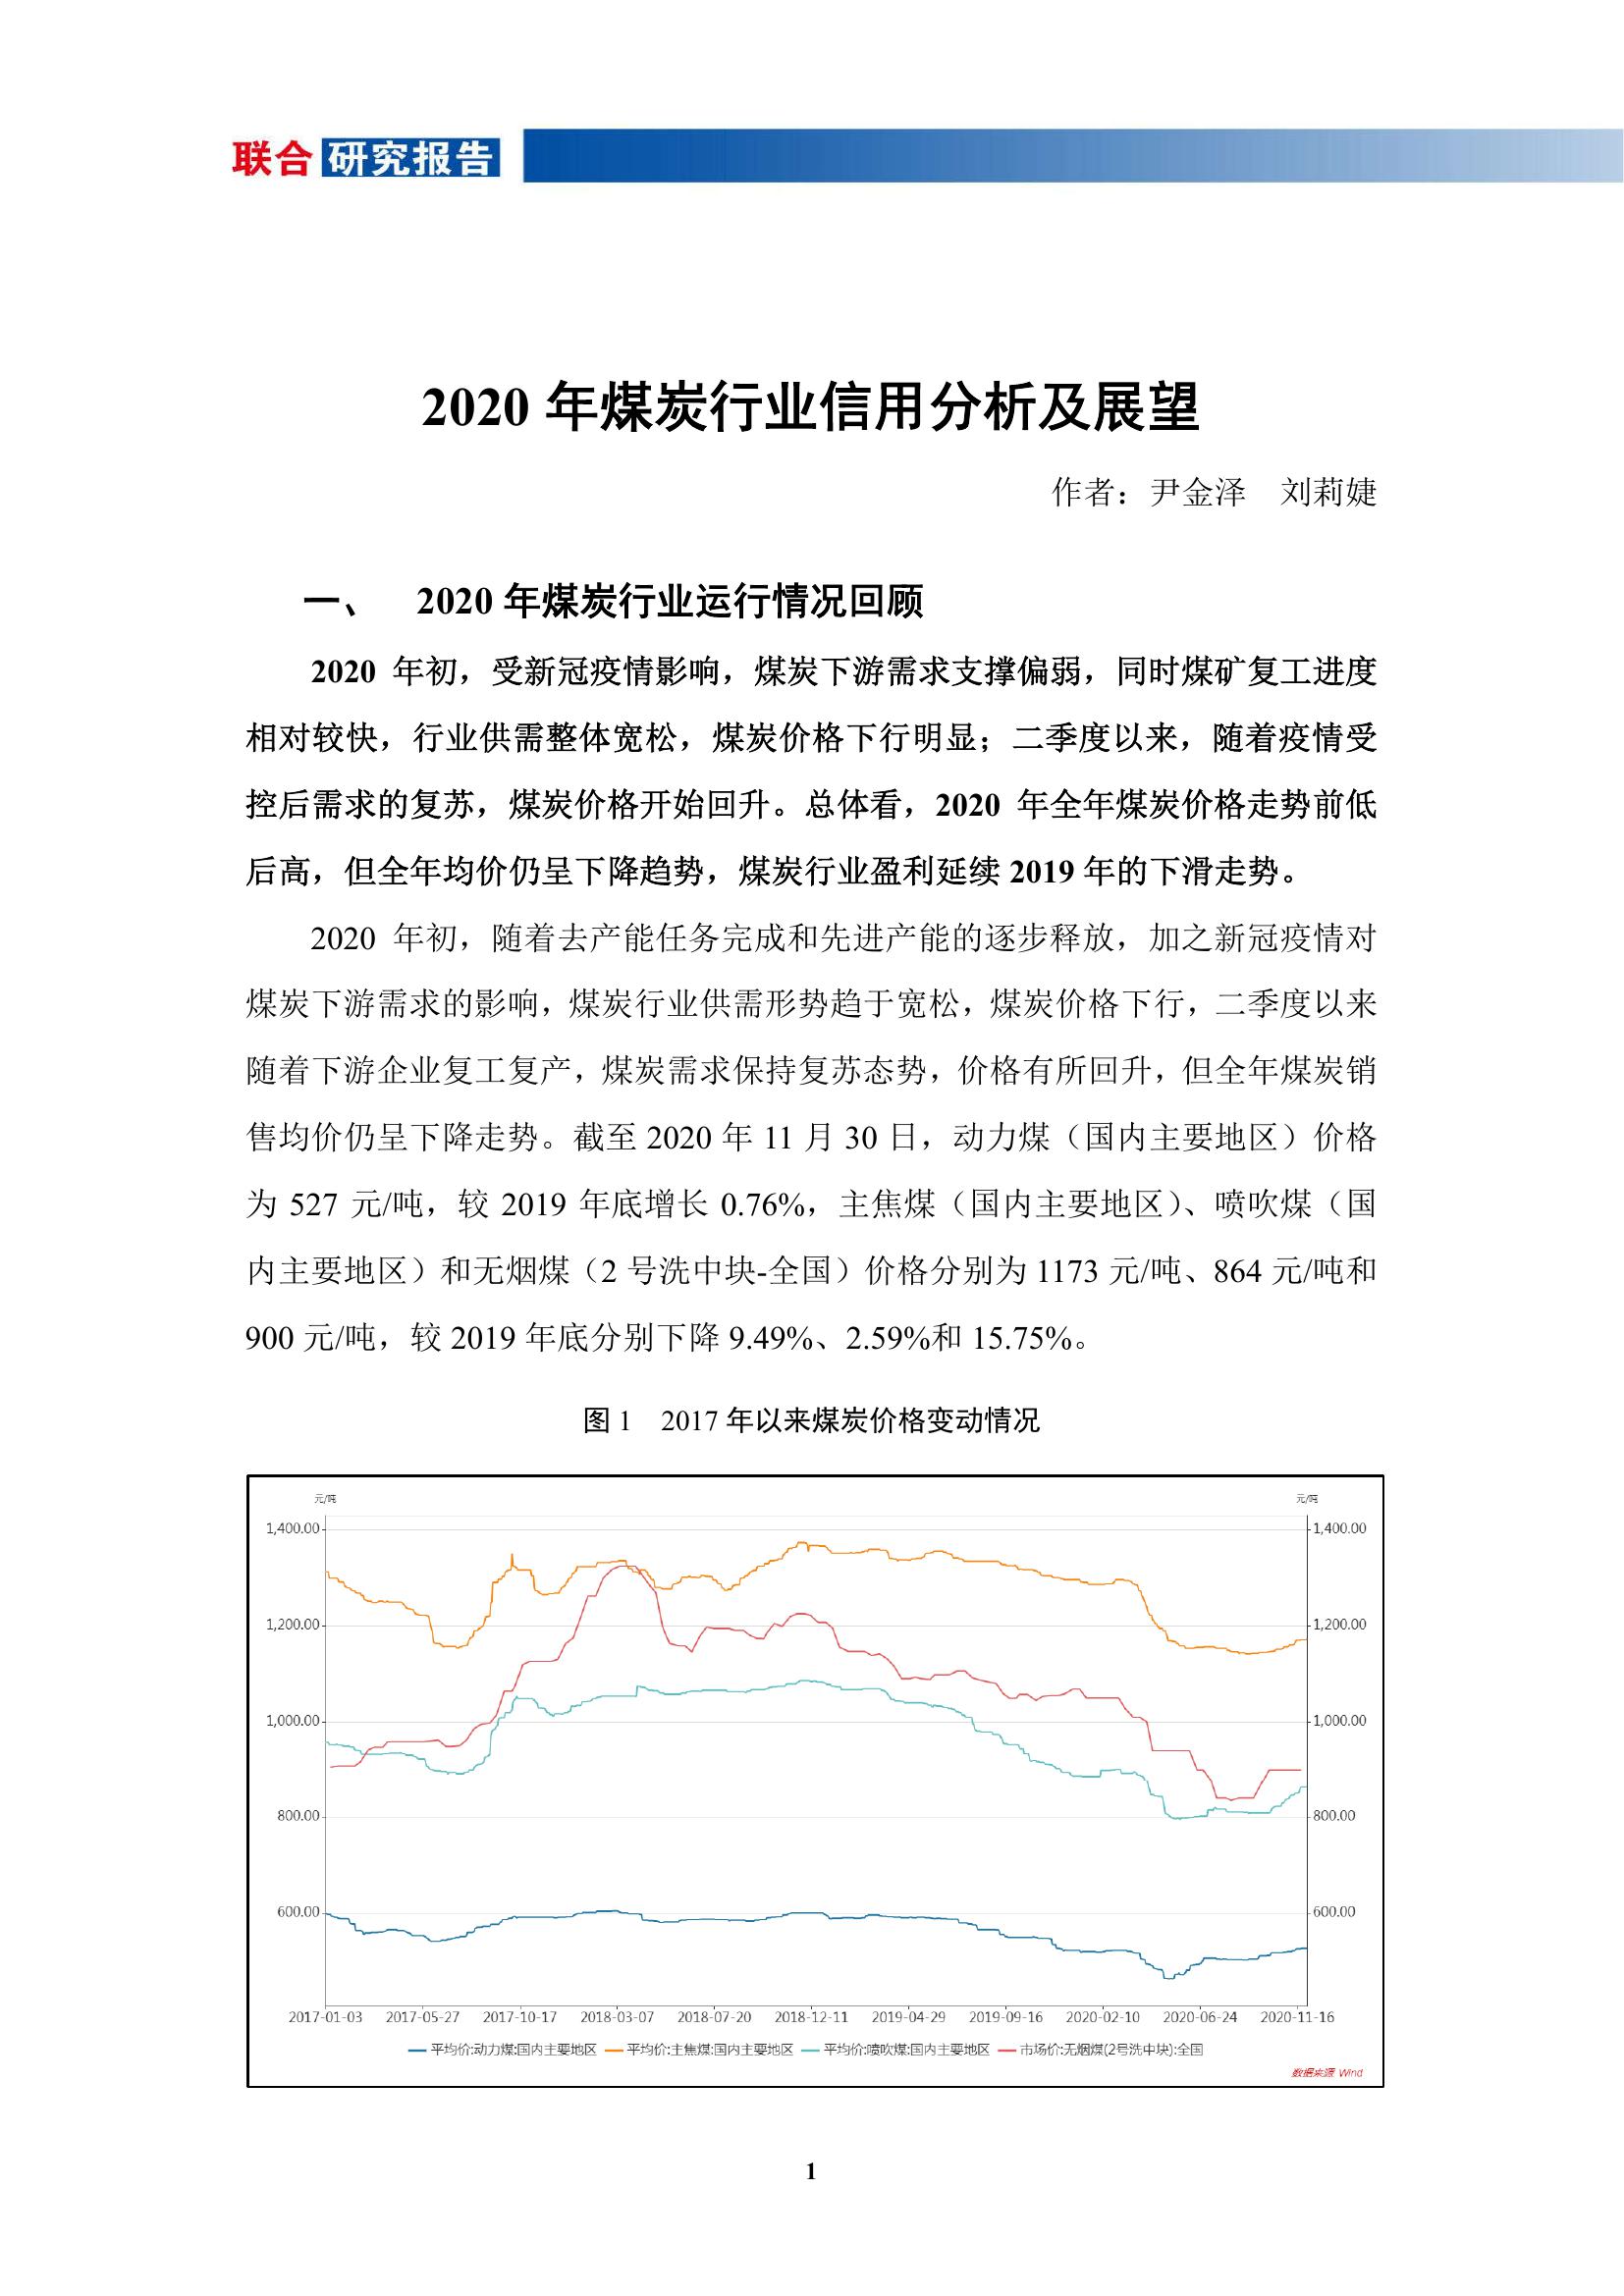 联合 研究报告
2020 年煤炭行业信用分析及展望
作者：尹金泽 刘莉婕
一、 2020 年煤炭行业运行情况回顾
2020 年初，受新冠疫情影响，煤炭下游需求支撑偏弱，同时煤矿复工进度
相对较快，行业供需整体宽松，煤炭价格下行明显；二季度以来，随着疫情受
控后需求的复苏，煤炭价格开始回升。总体看，2020 年全年煤炭价格走势前低
后高，但全年均价仍呈下降趋势，煤炭行业盈利延续 2019 年的下滑走势。
2020 年初，随着去产能任务完成和先进产能的逐步释放，加之新冠疫情对
煤炭下游需求的影响，煤炭行业供需形势趋于宽松，煤炭价格下行，二季度以来
随着下游企业复工复产，煤炭需求保持复苏态势，价格有所回升，但全年煤炭销
售均价仍呈下降走势。截至 2020 年 11 月 30 日，动力煤（国内主要地区）价格
为 527 元/吨，较 2019 年底增长 0.76%，主焦煤（国内主要地区）、喷吹煤（国
内主要地区）和无烟煤（2 号洗中块-全国）价格分别为 1173 元/吨、864 元/吨和
900 元/吨，较 2019 年底分别下降 9.49%、2.59%和 15.75%。
图 1 2017 年以来煤炭价格变动情况
元/吨 元/吨
1,400.00 1,400.00
1,200.00 1,200.00
1,000.00 1,000.00
800.00 800.00
600.00 600.00
2017-01-03 2017-05-27 2017-10-17 2018-03-07 2018-07-20 2018-12-11 2019-04-29 2019-09-16 2020-02-10 2020-06-24 2020-11-16
平均价:动力煤:国内主要地区 平均价:主焦煤:国内主要地区 平均价:喷吹煤:国内主要地区 市场价:无烟煤(2号洗中块):全国
数据来源 Wind
1